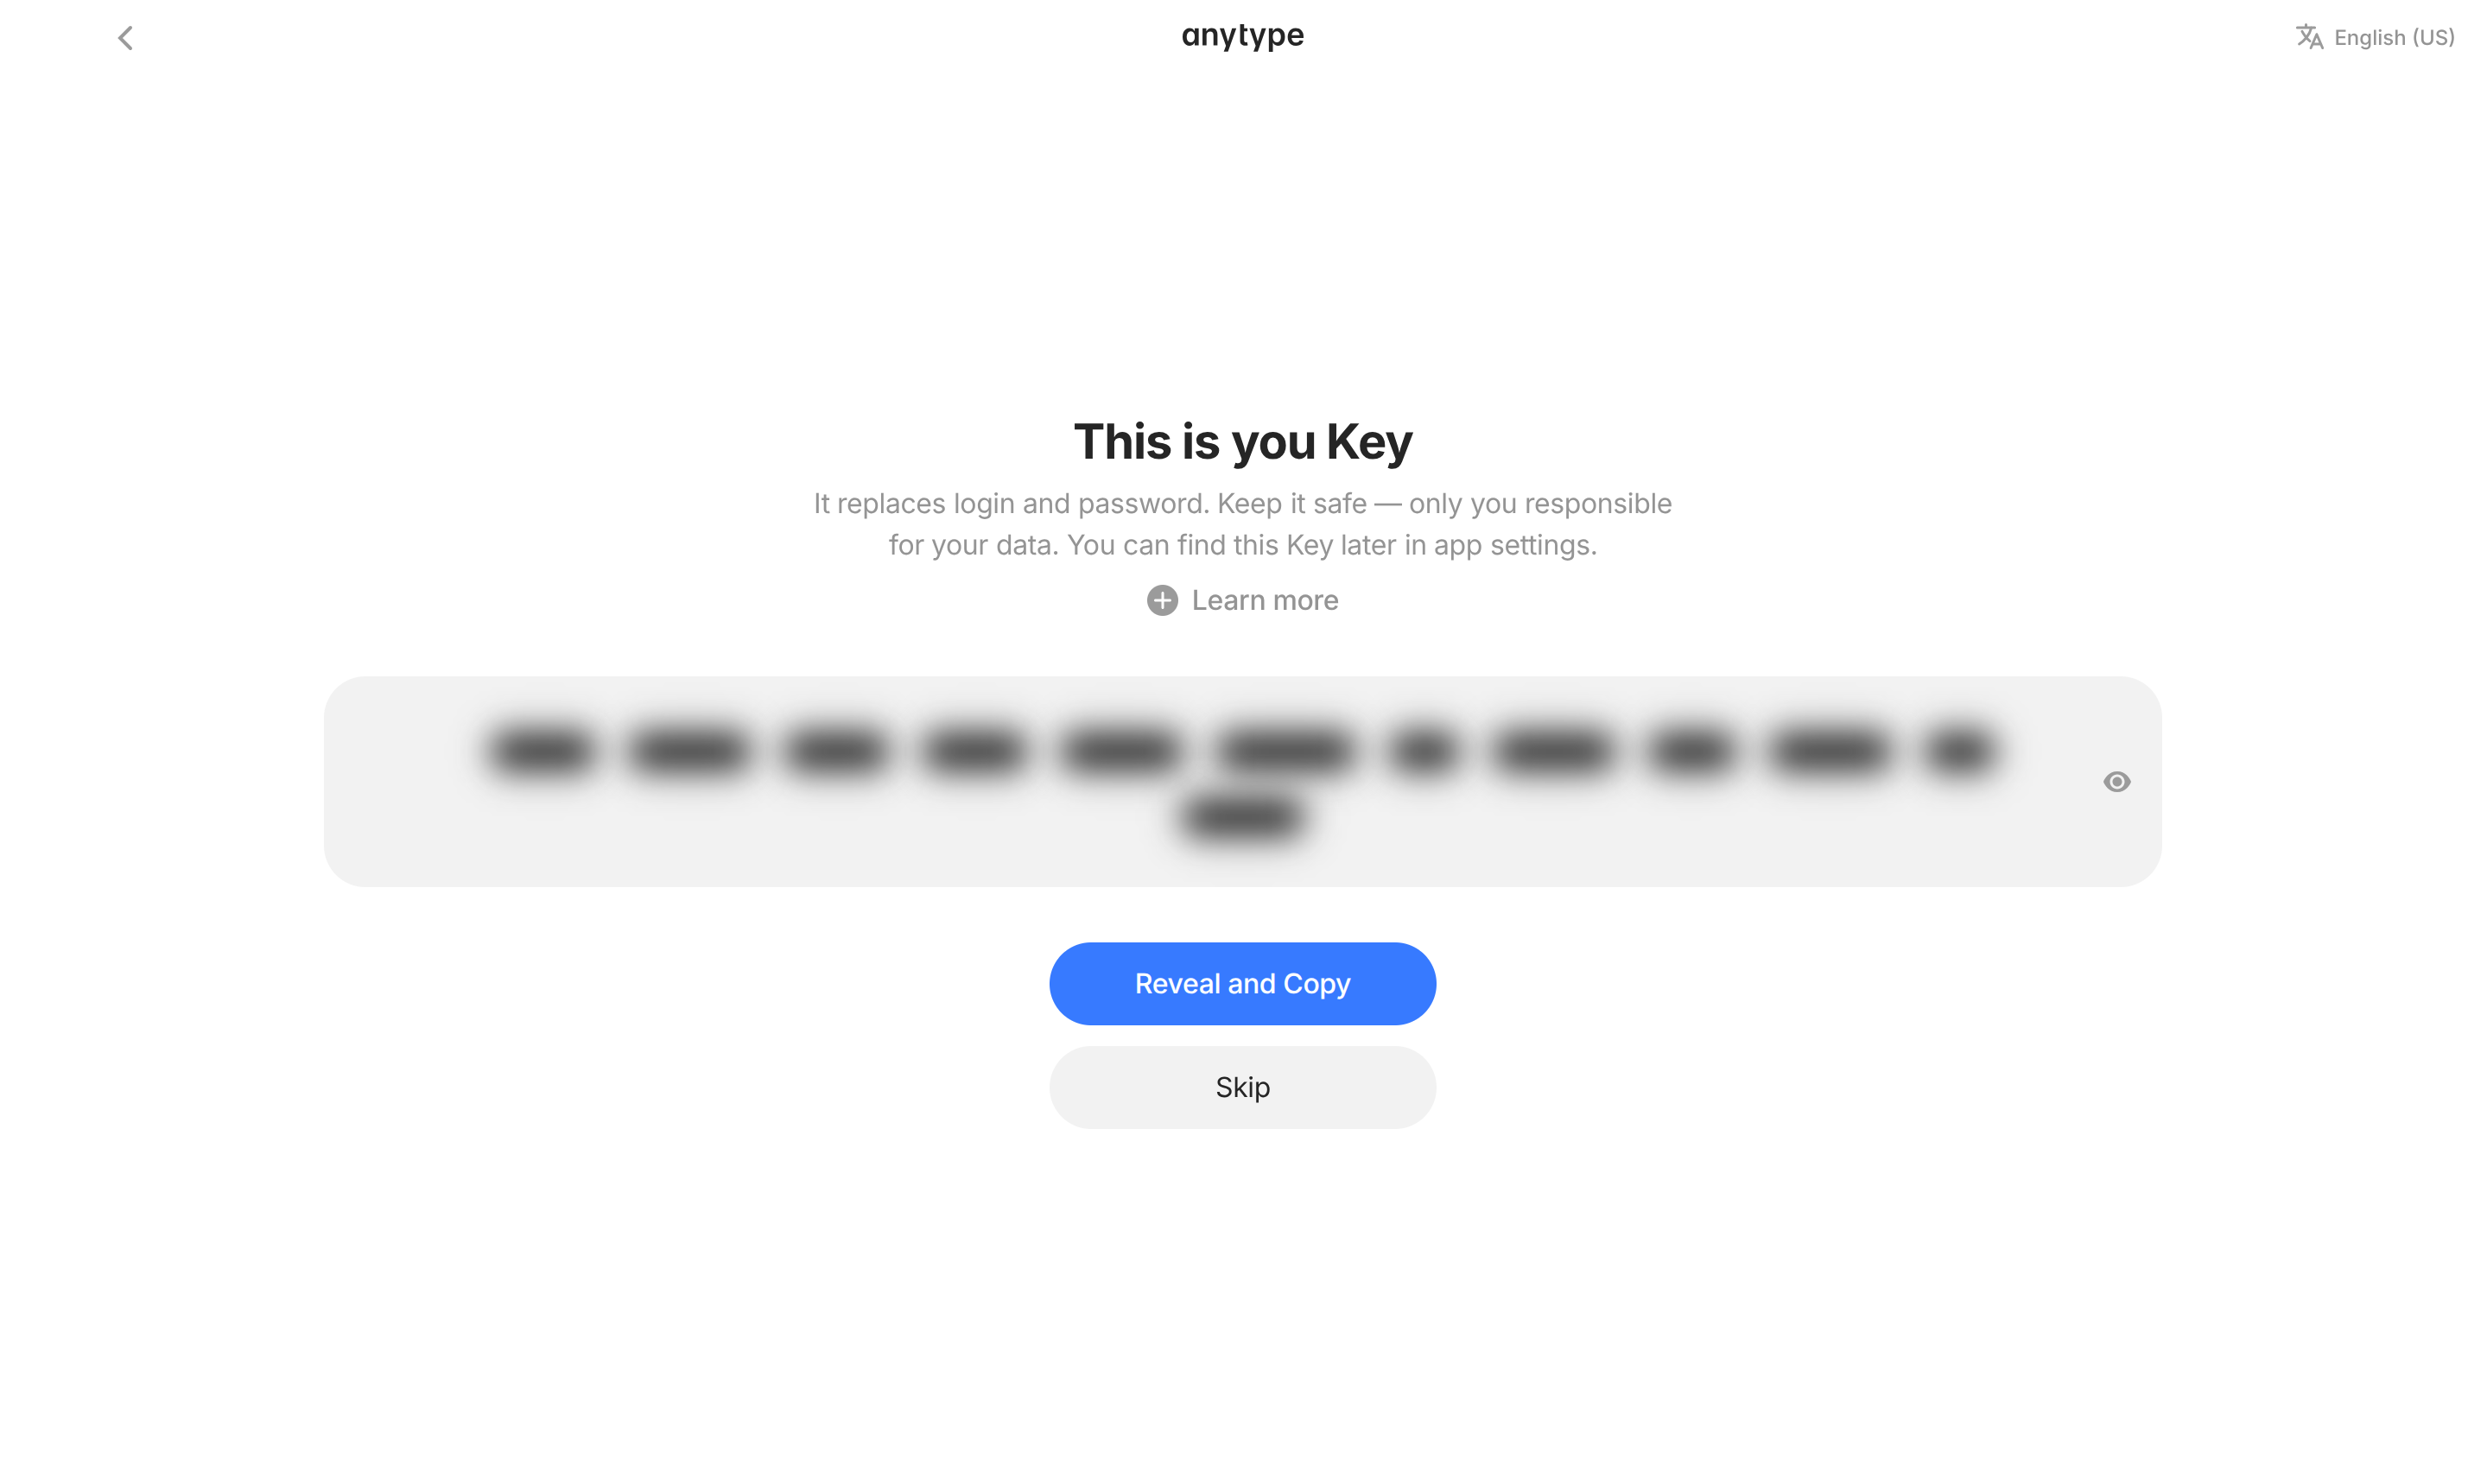 anytype
English (US)
This is you Key
It replaces login and password. Keep it safe — only you responsible
for your data. You can find this Key later in app settings.
Learn more
Reveal and Copy
Skip